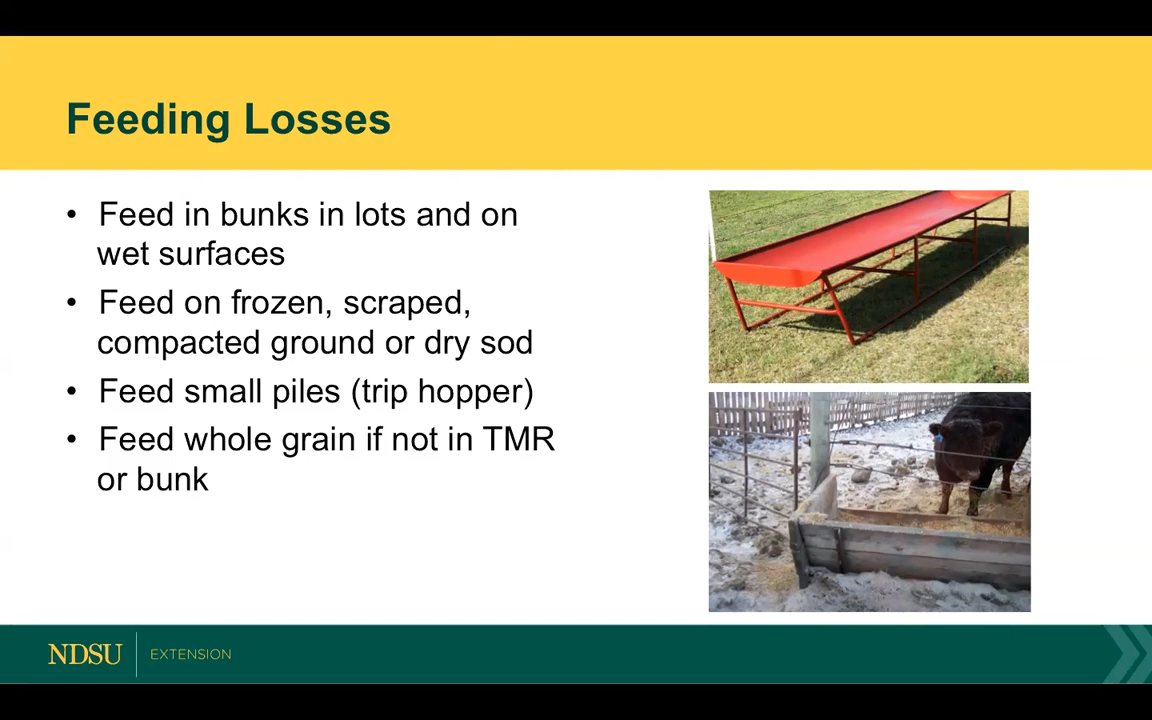 Feeding Losses
• Feed in bunks in lots and on
wet surfaces
• Feed on frozen, scraped,
compacted ground or dry sod
• Feed small piles (trip hopper)
• Feed whole grain if not in TMR
or bunk
NDSU EXTENSION